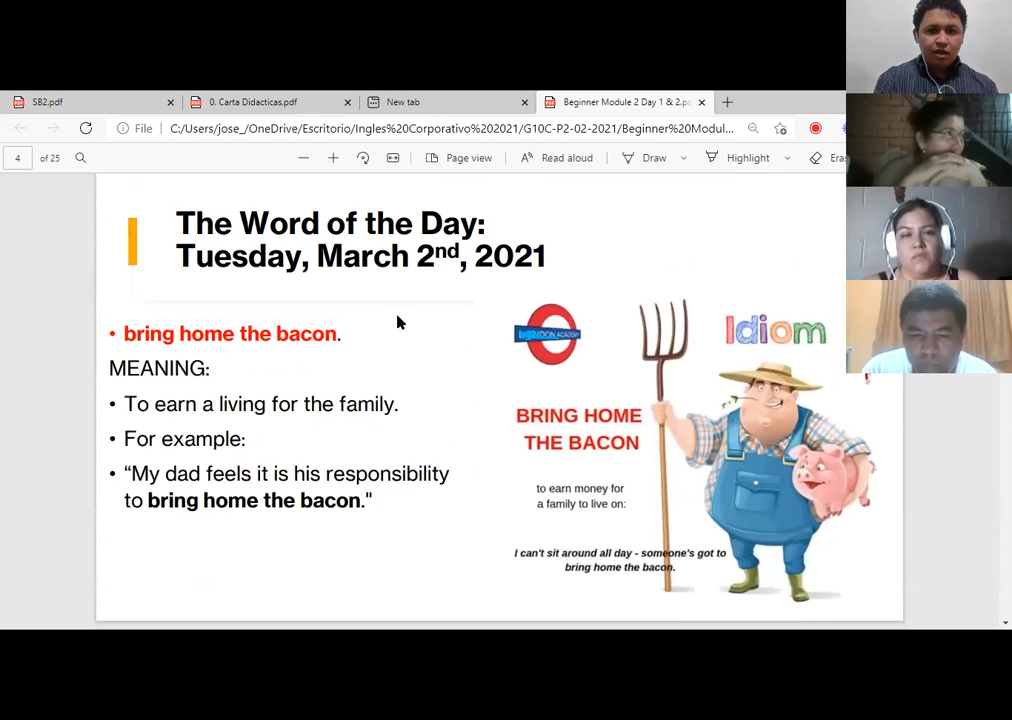 SB2.pdf
0. Carta Didacticas.pdf
New tab
Beginner Module 2 Day 1 & 2.p
File
C:/Users/jose_/OneDrive/Escritorio/Ingles%20Corporativo%202021/G10C-P2-02-2021/Beginner%20Modul...
4
of 25
Page view
Read aloud
Draw
Highlight
Eras
The Word of the Day:
Tuesday, March 2nd, 2021
• bring home the bacon.
MEANING:
• To earn a living for the family.
• For example:
• “My dad feels it is his responsibility
to bring home the bacon."
LONDON ACADEMY
Idiom
BRING HOME
THE BACON
to earn money for
a family to live on:
I can't sit around all day - someone's got to
bring home the bacon.